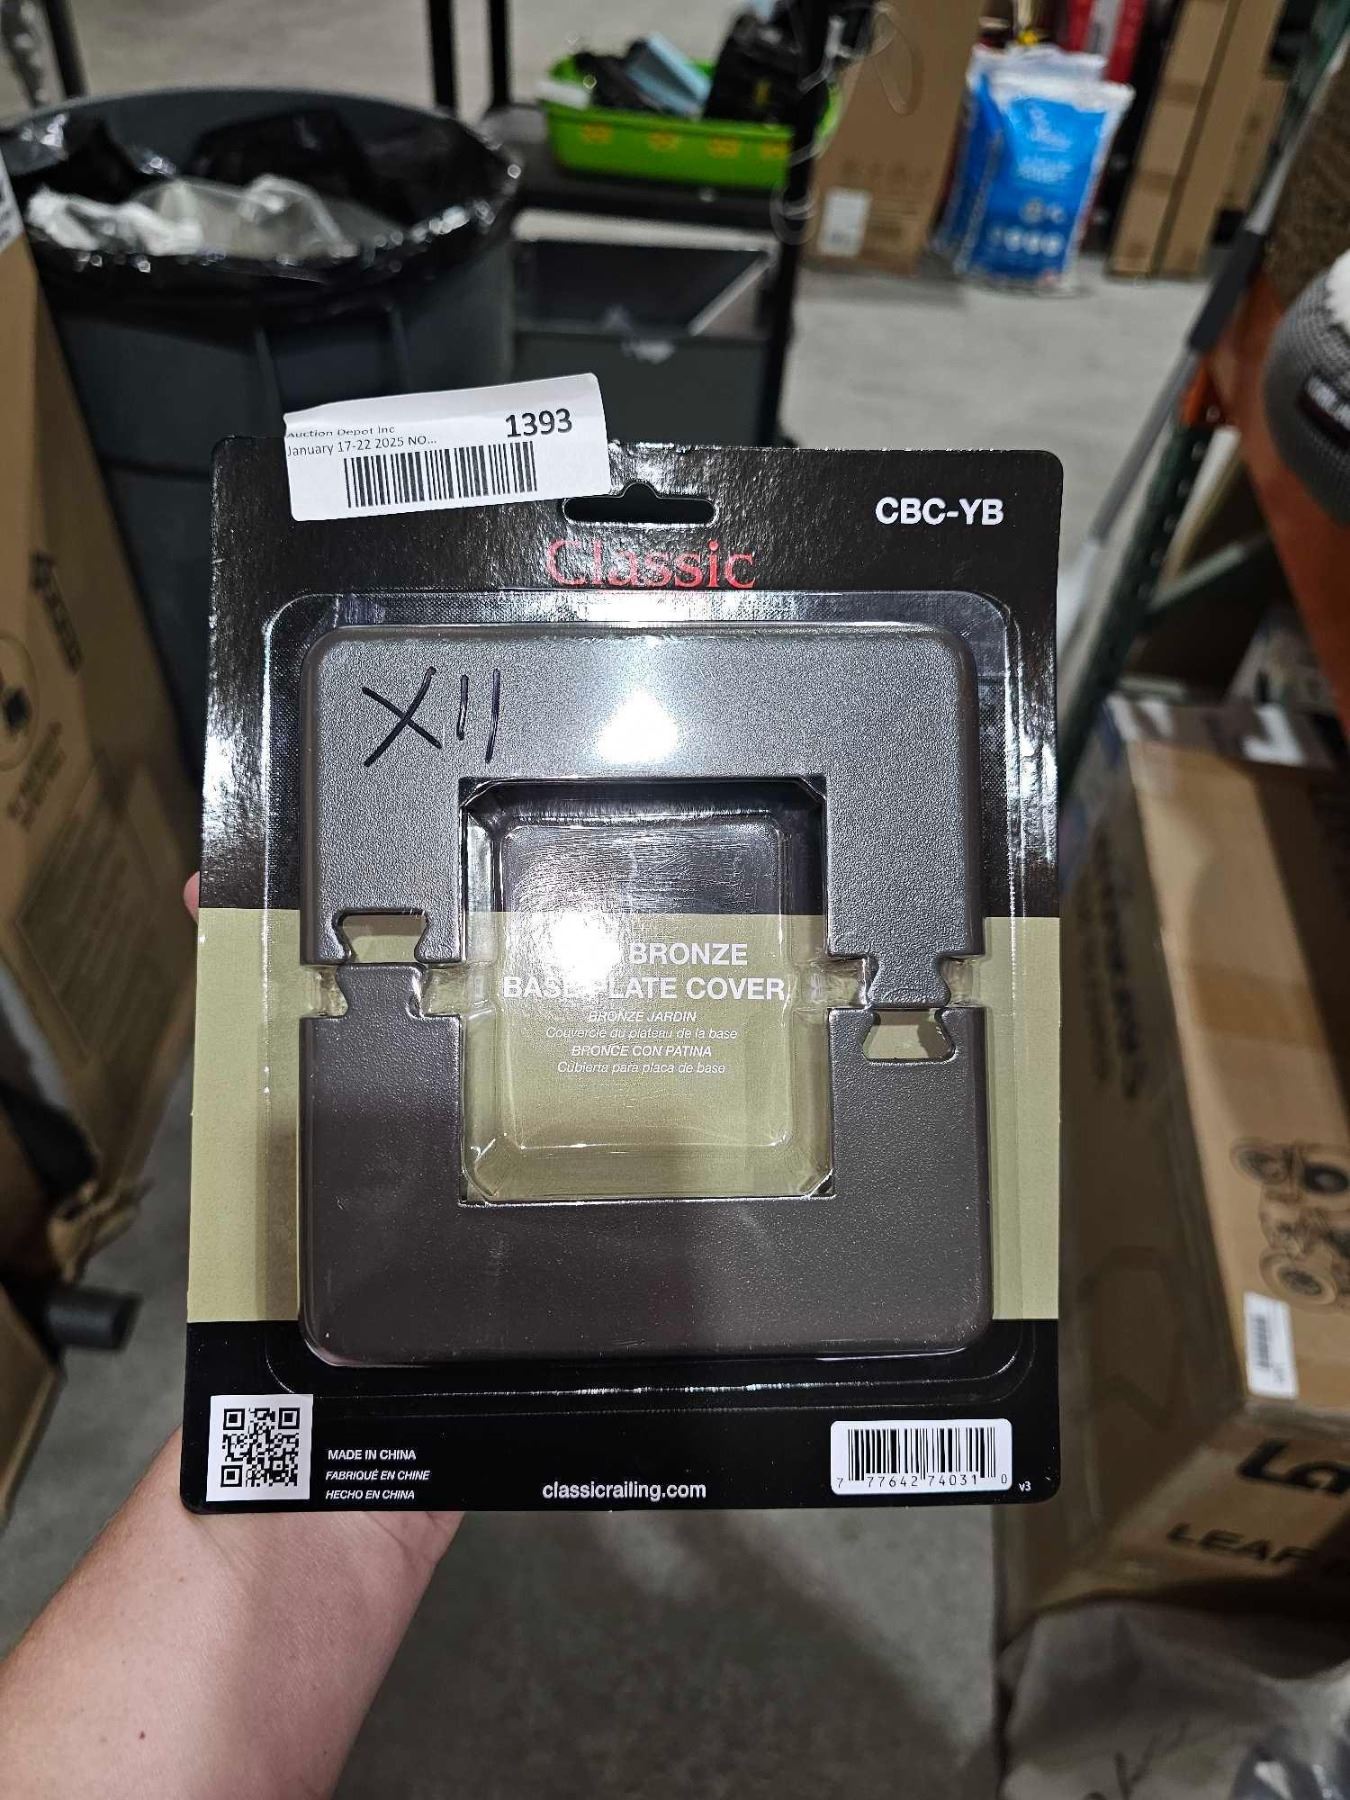 Auction Depot Inc
January 17-22 2025 NO...
1393
CBC-YB
Classic
XII
BRONZE
BASE PLATE COVER
BRONZE JARDIN
Couvercle du plateau de la base
BRONCE CON PATINA
Cubierta para placa de base
MADE IN CHINA
FABRIQUÉ EN CHINE
HECHO EN CHINA
classicrailing.com
7 77642 74031 0
v3
LEAF